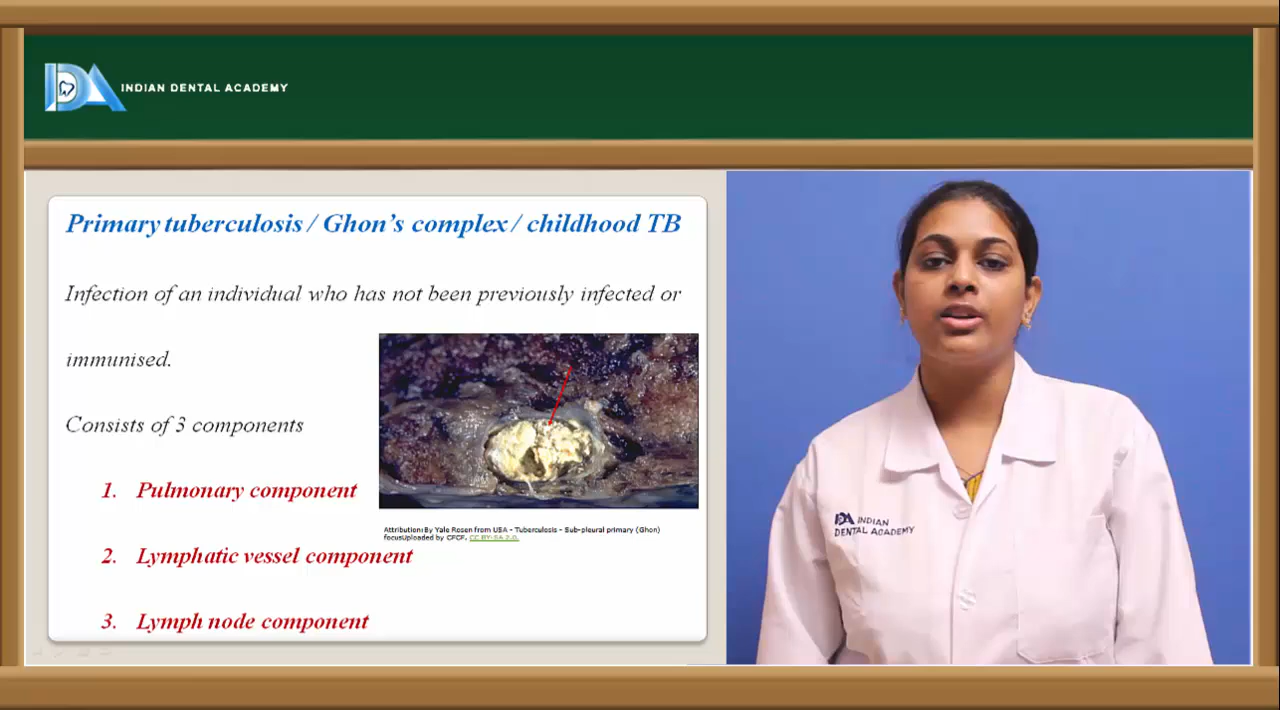 INDIAN DENTAL ACADEMY
Primary tuberculosis / Ghon's complex / childhood TB
Infection of an individual who has not been previously infected or
immunised.
Consists of 3 components
1. Pulmonary component
2. Lymphatic vessel component
3. Lymph node component
Attribution: By Yale Rosen from USA - Tuberculosis - Sub-pleural primary (Ghon)
focusUploaded by CFCF, CC BY-SA 2.0,
IDA INDIAN
DENTAL ACADEMY